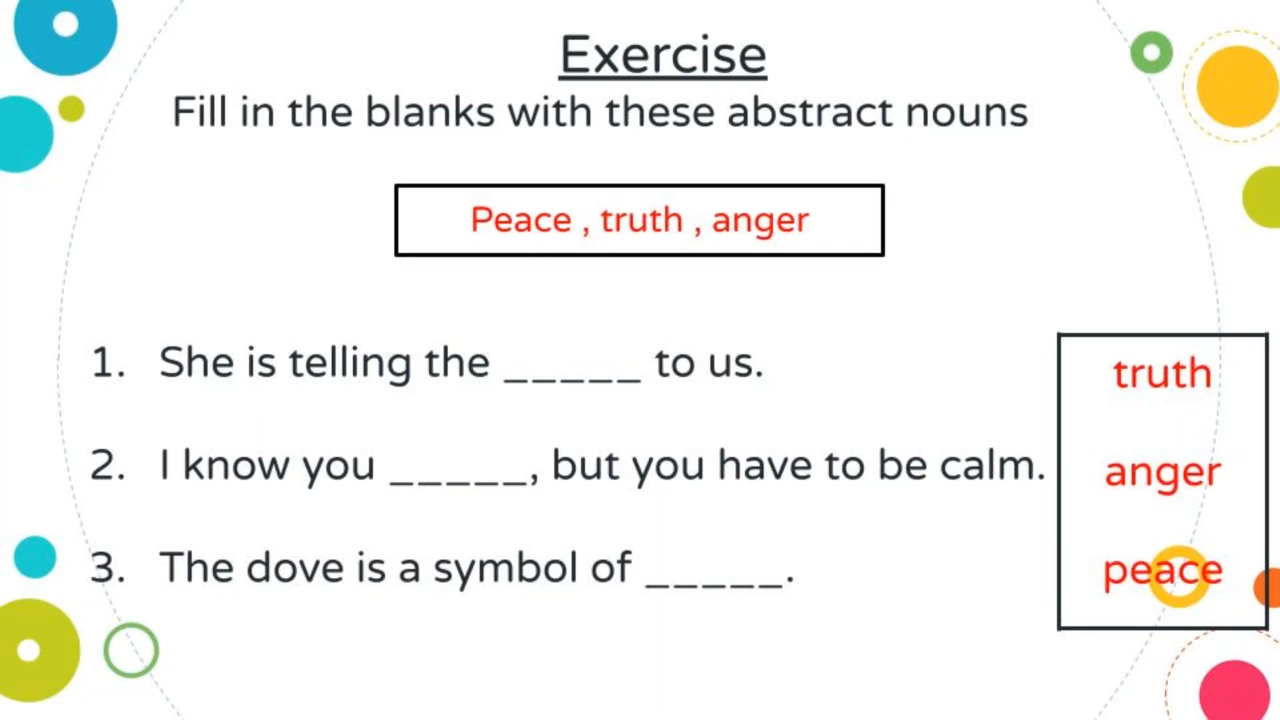 Exercise
Fill in the blanks with these abstract nouns
Peace , truth , anger
1. She is telling the _____ to us.
2. I know you _____, but you have to be calm.
3. The dove is a symbol of _____.
truth
anger
peace